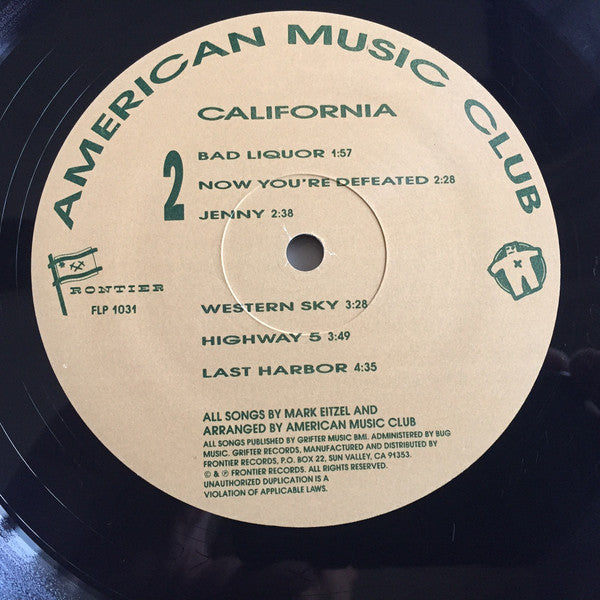 AMERICAN MUSIC CLUB
CALIFORNIA
2
BAD LIQUOR 1:57
NOW YOU'RE DEFEATED 2:28
JENNY 2:38
FRONTIER
FLP 1031
WESTERN SKY 3:28
HIGHWAY 5 3:49
LAST HARBOR 4:35
ALL SONGS BY MARK EITZEL AND
ARRANGED BY AMERICAN MUSIC CLUB
ALL SONGS PUBLISHED BY GRIFTER MUSIC BMI. ADMINISTERED BY BUG
MUSIC. GRIFTER RECORDS, MANUFACTURED AND DISTRIBUTED BY
FRONTIER RECORDS, P.O. BOX 22, SUN VALLEY, CA 91353.
© & ℗ FRONTIER RECORDS. ALL RIGHTS RESERVED.
UNAUTHORIZED DUPLICATION IS A
VIOLATION OF APPLICABLE LAWS.